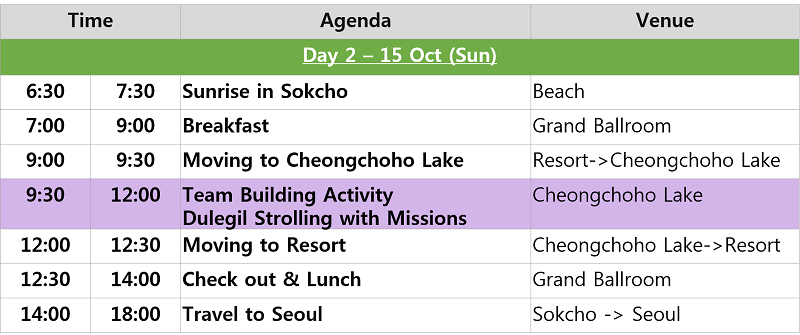 Time Agenda Venue
Day 2 – 15 Oct (Sun)
6:30 7:30 Sunrise in Sokcho Beach
7:00 9:00 Breakfast Grand Ballroom
9:00 9:30 Moving to Cheongchoho Lake Resort->Cheongchoho Lake
9:30 12:00 Team Building Activity Cheongchoho Lake
Dulegil Strolling with Missions
12:00 12:30 Moving to Resort Cheongchoho Lake->Resort
12:30 14:00 Check out & Lunch Grand Ballroom
14:00 18:00 Travel to Seoul Sokcho -> Seoul